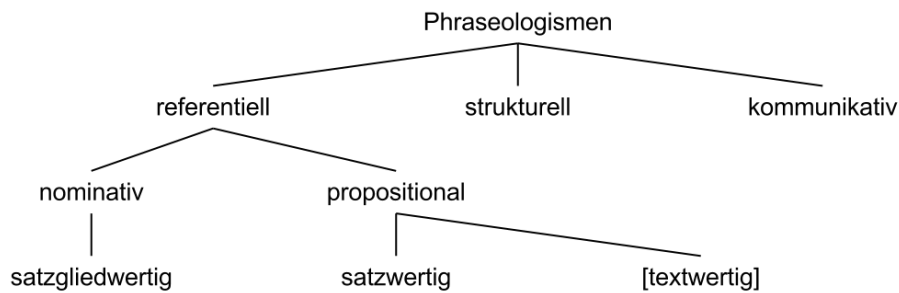 Phraseologismen
referentiell strukturell kommunikativ
nominativ propositional
satzgliedwertig satzwertig [textwertig]